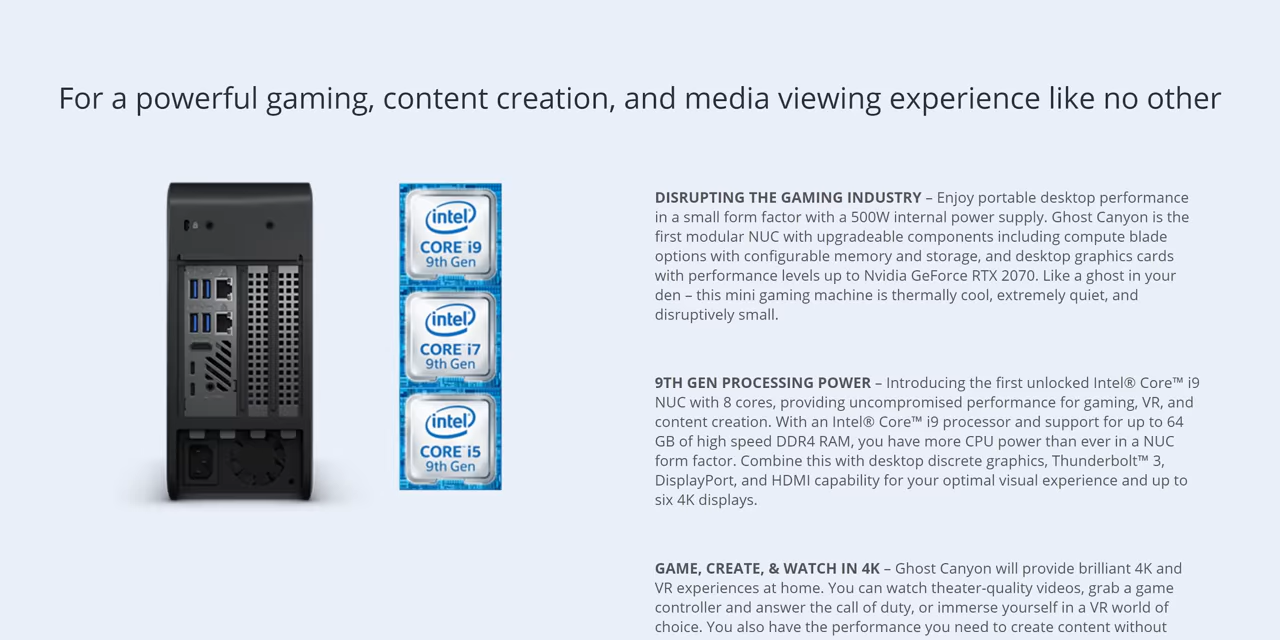 For a powerful gaming, content creation, and media viewing experience like no other
intel
CORE™ i9
9th Gen
intel
CORE™ i7
9th Gen
intel
CORE™ i5
9th Gen
DISRUPTING THE GAMING INDUSTRY – Enjoy portable desktop performance
in a small form factor with a 500W internal power supply. Ghost Canyon is the
first modular NUC with upgradeable components including compute blade
options with configurable memory and storage, and desktop graphics cards
with performance levels up to Nvidia GeForce RTX 2070. Like a ghost in your
den – this mini gaming machine is thermally cool, extremely quiet, and
disruptively small.
9TH GEN PROCESSING POWER – Introducing the first unlocked Intel® Core™ i9
NUC with 8 cores, providing uncompromised performance for gaming, VR, and
content creation. With an Intel® Core™ i9 processor and support for up to 64
GB of high speed DDR4 RAM, you have more CPU power than ever in a NUC
form factor. Combine this with desktop discrete graphics, Thunderbolt™ 3,
DisplayPort, and HDMI capability for your optimal visual experience and up to
six 4K displays.
GAME, CREATE, & WATCH IN 4K – Ghost Canyon will provide brilliant 4K and
VR experiences at home. You can watch theater-quality videos, grab a game
controller and answer the call of duty, or immerse yourself in a VR world of
choice. You also have the performance you need to create content without